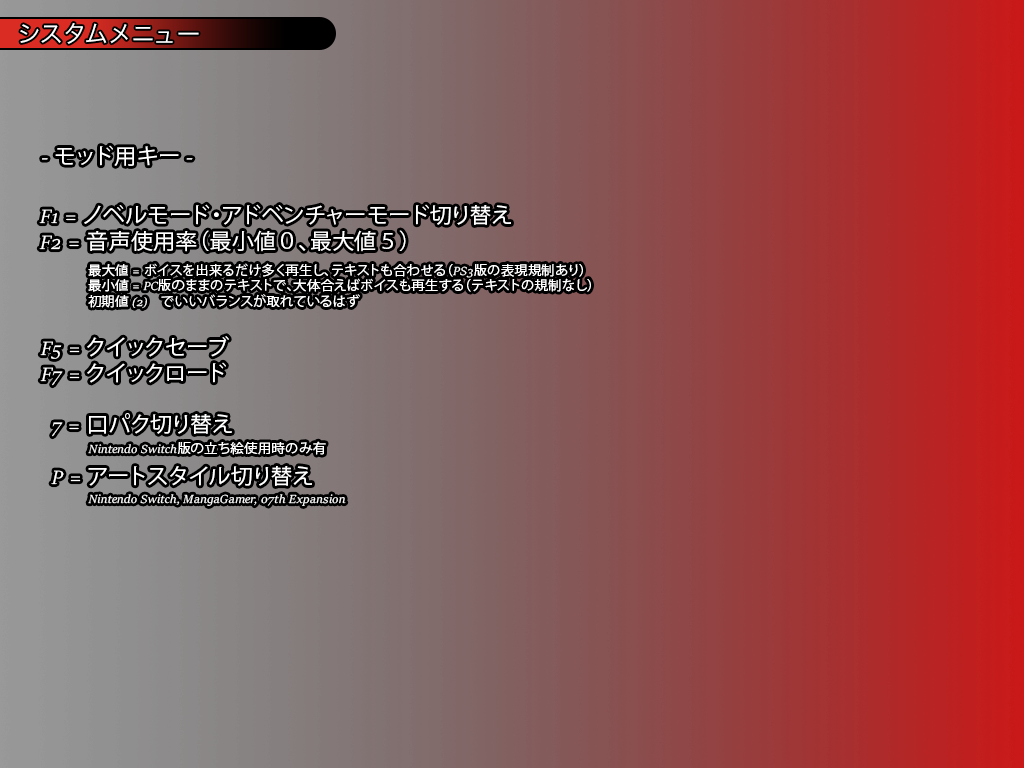 システムメニュー
- モッド用キー -
F1 = ノベルモード・アドベンチャーモード切り替え
F2 = 音声使用率（最小値０、最大値５）
最大値 = ボイスを出来るだけ多く再生し、テキストも合わせる（PS3版の表現規制あり）
最小値 = PC版のままのテキストで、大体合えばボイスも再生する（テキストの規制なし）
初期値 (2)　でいいバランスが取れているはず
F5 = クイックセーブ
F7 = クイックロード
7 = 口パク切り替え
Nintendo Switch版の立ち絵使用時のみ有
P = アートスタイル切り替え
Nintendo Switch, MangaGamer, 07th Expansion